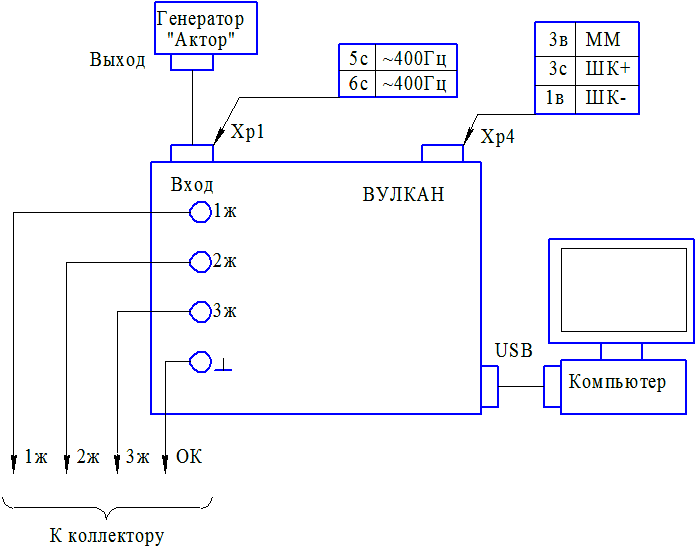 Генератор
"Актор"
Выход
5с ~400Гц
6с ~400Гц
3в ММ
3с ШК+
1в ШК-
Хр1
Хр4
Вход
ВУЛКАН
1ж
2ж
3ж
USB
Компьютер
1ж 2ж 3ж ОК
К коллектору